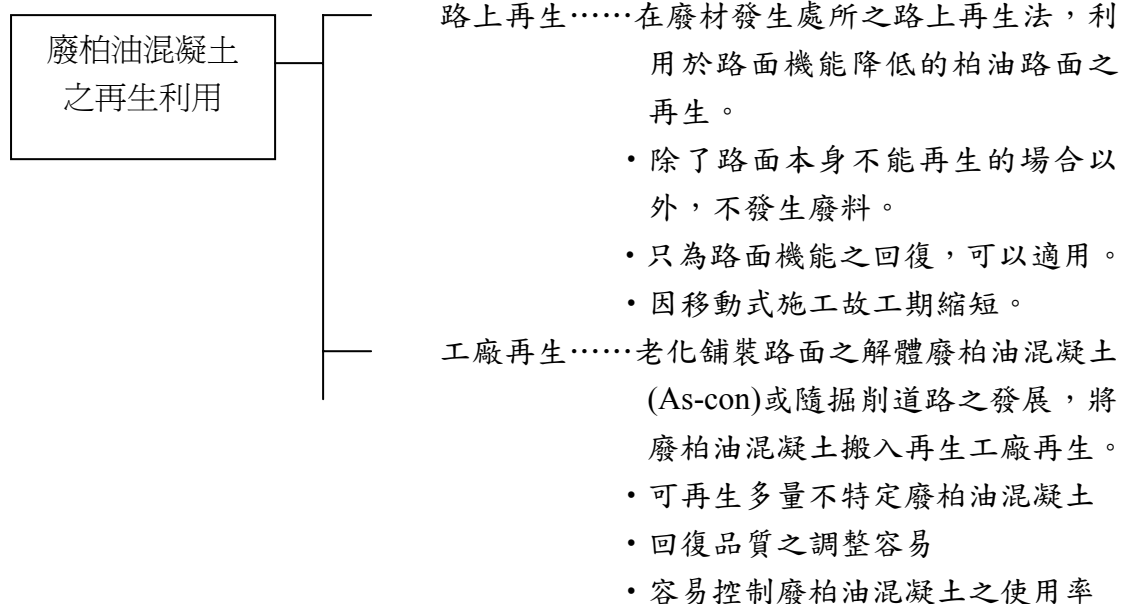 廢柏油混凝土
之再生利用
路上再生……在廢材發生處所之路上再生法，利
用於路面機能降低的柏油路面之
再生。
・除了路面本身不能再生的場合以
外，不發生廢料。
・只為路面機能之回復，可以適用。
・因移動式施工故工期縮短。
工廠再生……老化舖裝路面之解體廢柏油混凝土
(As-con)或隨掘削道路之發展，將
廢柏油混凝土搬入再生工廠再生。
・可再生多量不特定廢柏油混凝土
・回復品質之調整容易
・容易控制廢柏油混凝土之使用率